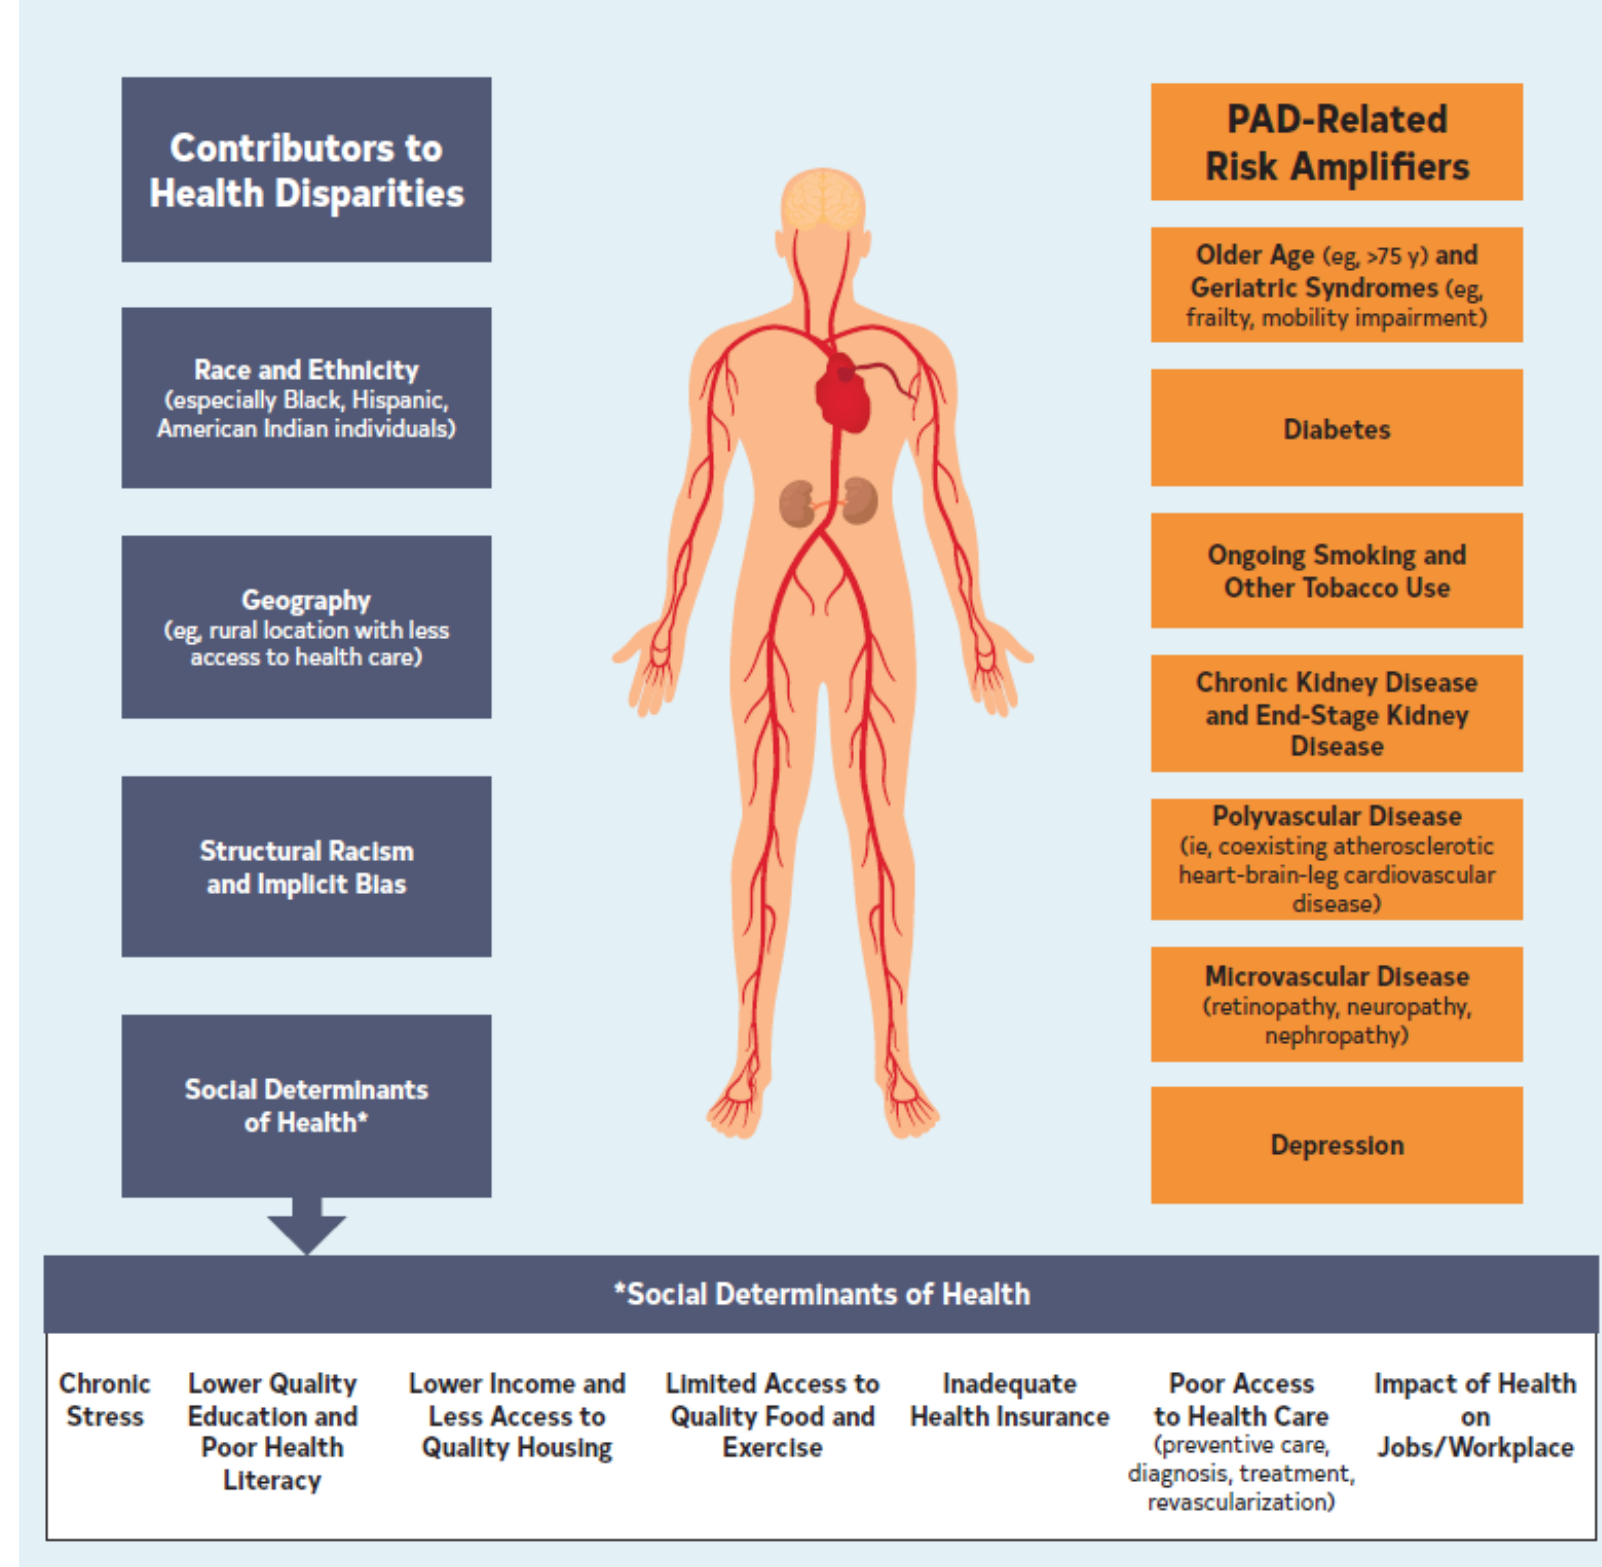 Contributors to
Health Disparities
Race and Ethnicity
(especially Black, Hispanic,
American Indian individuals)
Geography
(eg, rural location with less
access to health care)
Structural Racism
and Implicit Bias
Social Determinants
of Health*
PAD-Related
Risk Amplifiers
Older Age (eg, >75 y) and
Geriatric Syndromes (eg,
frailty, mobility impairment)
Diabetes
Ongoing Smoking and
Other Tobacco Use
Chronic Kidney Disease
and End-Stage Kidney
Disease
Polyvascular Disease
(ie, coexisting atherosclerotic
heart-brain-leg cardiovascular
disease)
Microvascular Disease
(retinopathy, neuropathy,
nephropathy)
Depression
*Social Determinants of Health
Chronic
Stress
Lower Quality
Education and
Poor Health
Literacy
Lower Income and
Less Access to
Quality Housing
Limited Access to
Quality Food and
Exercise
Inadequate
Health Insurance
Poor Access
to Health Care
(preventive care,
diagnosis, treatment,
revascularization)
Impact of Health
on
Jobs/Workplace